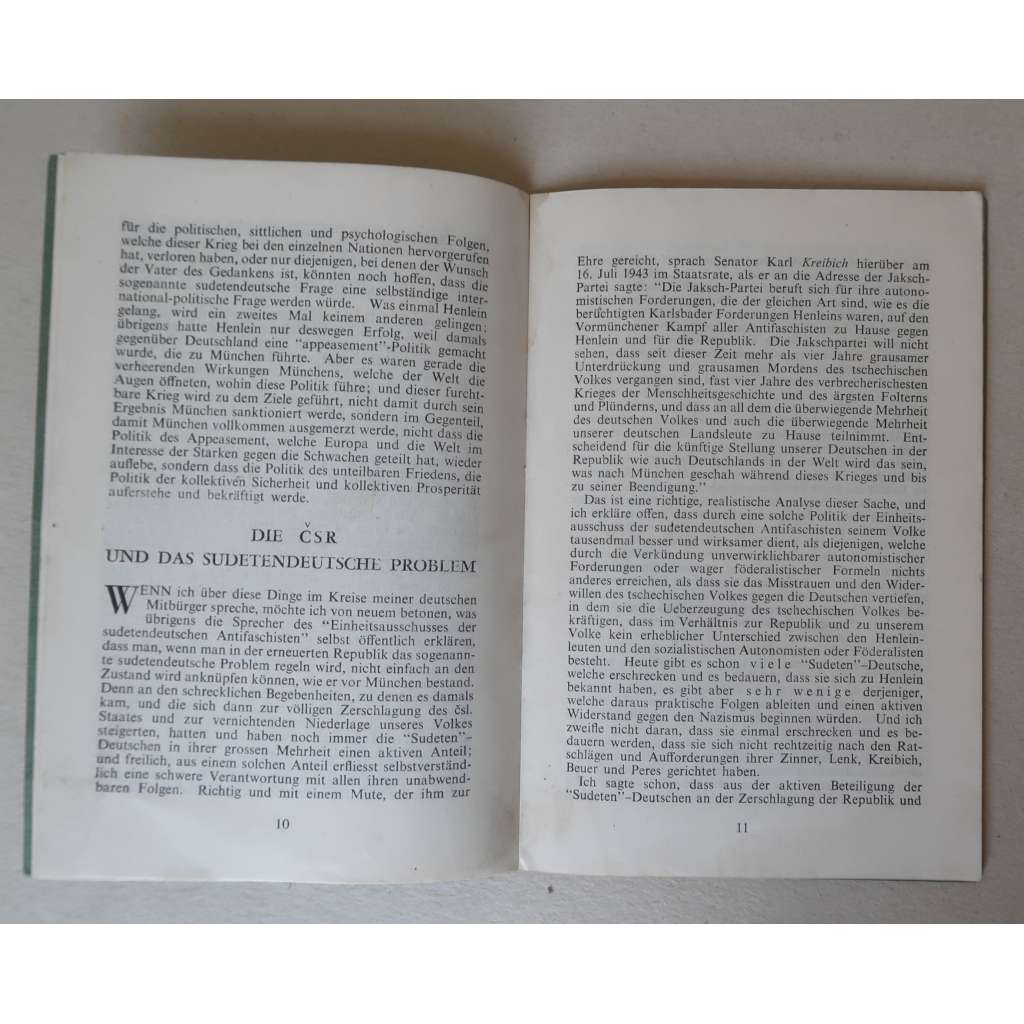 für die politischen, sittlichen und psychologischen Folgen,
welche dieser Krieg bei den einzelnen Nationen hervorgerufen
hat, verloren haben, oder nur diejenigen, bei denen der Wunsch
der Vater des Gedankens ist, könnten noch hoffen, dass die
sogenannte sudetendeutsche Frage eine selbständige inter-
national-politische Frage werden würde. Was einmal Henlein
gelang, wird ein zweites Mal keinem anderen gelingen;
übrigens hatte Henlein nur deswegen Erfolg, weil damals
gegenüber Deutschland eine "appeasement"-Politik gemacht
wurde, die zu München führte. Aber es waren gerade die
verheerenden Wirkungen Münchens, welche der Welt die
Augen öffneten, wohin diese Politik führe; und dieser furcht-
bare Krieg wird zu dem Ziele geführt, nicht damit durch sein
Ergebnis München sanktioniert werde, sondern im Gegenteil,
damit München vollkommen ausgemerzt werde, nicht dass die
Politik des Appeasement, welche Europa und die Welt im
Interesse der Starken gegen die Schwachen geteilt hat, wieder
auflebe, sondern dass die Politik des unteilbaren Friedens, die
Politik der kollektiven Sicherheit und kollektiven Prosperität
auferstehe und bekräftigt werde.
DIE ČSR
UND DAS SUDETENDEUTSCHE PROBLEM
WENN ich über diese Dinge im Kreise meiner deutschen
Mitbürger spreche, möchte ich von neuem betonen, was
übrigens die Sprecher des "Einheitsausschusses der
sudetendeutschen Antifaschisten" selbst öffentlich erklären,
dass man, wenn man in der erneuerten Republik das sogenann-
te sudetendeutsche Problem regeln wird, nicht einfach an den
Zustand wird anknüpfen können, wie er vor München bestand.
Denn an den schrecklichen Begebenheiten, zu denen es damals
kam, und die sich dann zur völligen Zerschlagung des čsl.
Staates und zur vernichtenden Niederlage unseres Volkes
steigerten, hatten und haben noch immer die "Sudeten"-
Deutschen in ihrer grossen Mehrheit einen aktiven Anteil;
und freilich, aus einem solchen Anteil erfliesst selbstverständ-
lich eine schwere Verantwortung mit allen ihren unabwend-
baren Folgen. Richtig und mit einem Mute, der ihm zur
10
Ehre gereicht, sprach Senator Karl Kreibich hierüber am
16. Juli 1943 im Staatsrate, als er an die Adresse der Jaksch-
Partei sagte: "Die Jaksch-Partei beruft sich für ihre autono-
mistischen Forderungen, die der gleichen Art sind, wie es die
berüchtigten Karlsbader Forderungen Henleins waren, auf den
Vormünchener Kampf aller Antifaschisten zu Hause gegen
Henlein und für die Republik. Die Jakschpartei will nicht
sehen, dass seit dieser Zeit mehr als vier Jahre grausamer
Unterdrückung und grausamen Mordens des tschechischen
Volkes vergangen sind, fast vier Jahre des verbrecherischesten
Krieges der Menschheitsgeschichte und des ärgsten Folterns
und Plünderns, und dass an all dem die überwiegende Mehrheit
des deutschen Volkes und auch die überwiegende Mehrheit
unserer deutschen Landsleute zu Hause teilnimmt. Ent-
scheidend für die künftige Stellung unserer Deutschen in der
Republik wie auch Deutschlands in der Welt wird das sein,
was nach München geschah während dieses Krieges und bis
zu seiner Beendigung."
Das ist eine richtige, realistische Analyse dieser Sache, und
ich erkläre offen, dass durch eine solche Politik der Einheits-
ausschuss der sudetendeutschen Antifaschisten seinem Volke
tausendmal besser und wirksamer dient, als diejenigen, welche
durch die Verkündung unverwirklichbarer autonomistischer
Forderungen oder wager föderalistischer Formeln nichts
anderes erreichen, als dass sie das Misstrauen und den Wider-
willen des tschechischen Volkes gegen die Deutschen vertiefen,
in dem sie die Ueberzeugung des tschechischen Volkes be-
kräftigen, dass im Verhältnis zur Republik und zu unserem
Volke kein erheblicher Unterschied zwischen den Henlein-
leuten und den sozialistischen Autonomisten oder Föderalisten
besteht. Heute gibt es schon viele "Sudeten"-Deutsche,
welche erschrecken und es bedauern, dass sie sich zu Henlein
bekannt haben, es gibt aber sehr wenige derjeniger,
welche daraus praktische Folgen ableiten und einen aktiven
Widerstand gegen den Nazismus beginnen würden. Und ich
zweifle nicht daran, dass sie einmal erschrecken und es be-
dauern werden, dass sie sich nicht rechtzeitig nach den Rat-
schlägen und Aufforderungen ihrer Zinner, Lenk, Kreibich,
Beuer und Peres gerichtet haben.
Ich sagte schon, dass aus der aktiven Beteiligung der
"Sudeten"-Deutschen an der Zerschlagung der Republik und
11